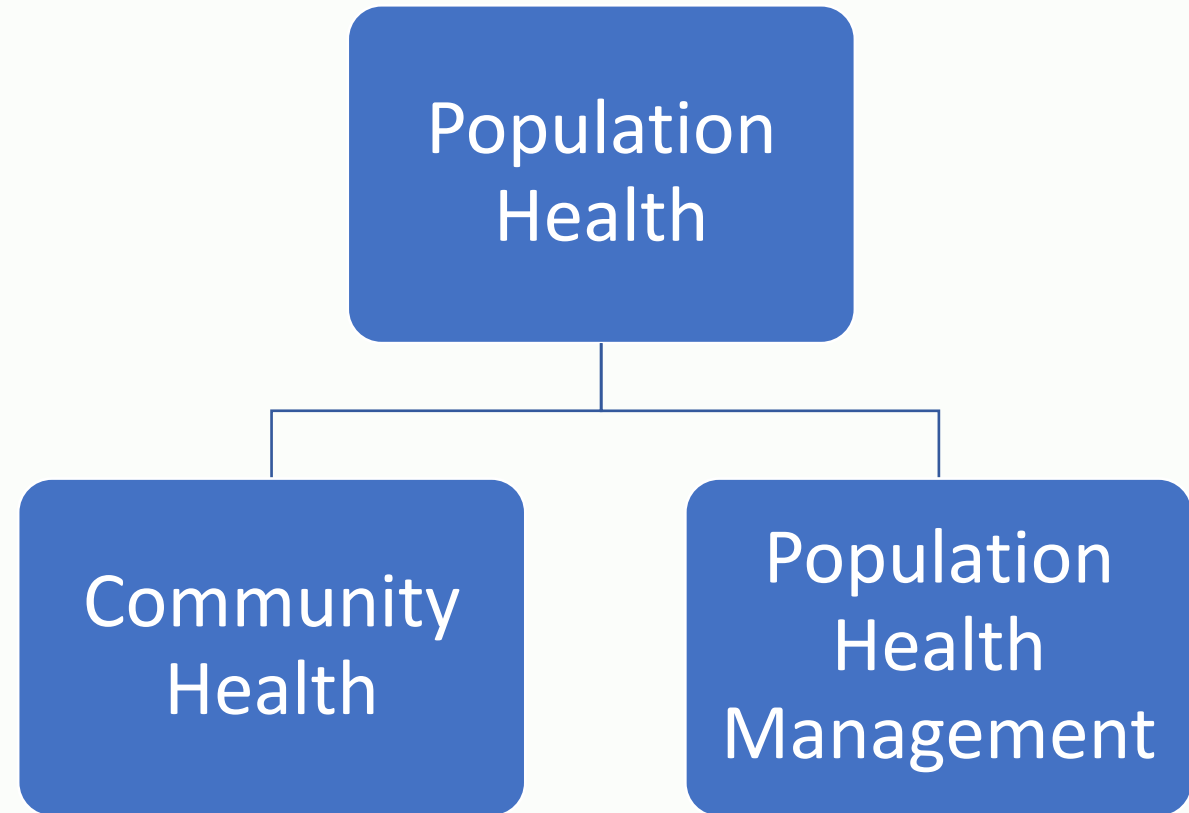 Population
Health
Community
Health
Population
Health
Management